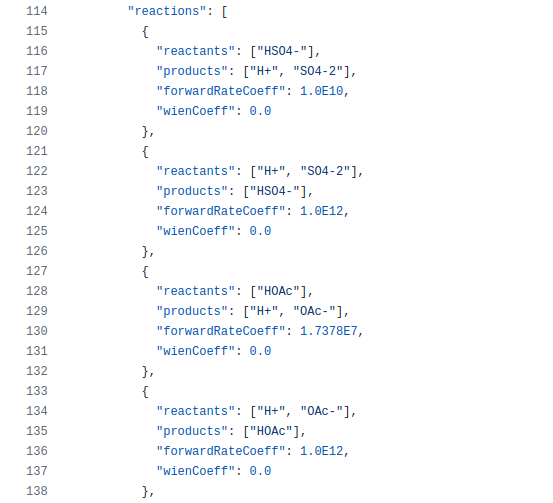 114 "reactions": [
115 {
116 "reactants": ["HSO4-"],
117 "products": ["H+", "SO4-2"],
118 "forwardRateCoeff": 1.0E10,
119 "wienCoeff": 0.0
120 },
121 {
122 "reactants": ["H+", "SO4-2"],
123 "products": ["HSO4-"],
124 "forwardRateCoeff": 1.0E12,
125 "wienCoeff": 0.0
126 },
127 {
128 "reactants": ["HOAc"],
129 "products": ["H+", "OAc-"],
130 "forwardRateCoeff": 1.7378E7,
131 "wienCoeff": 0.0
132 },
133 {
134 "reactants": ["H+", "OAc-"],
135 "products": ["HOAc"],
136 "forwardRateCoeff": 1.0E12,
137 "wienCoeff": 0.0
138 },